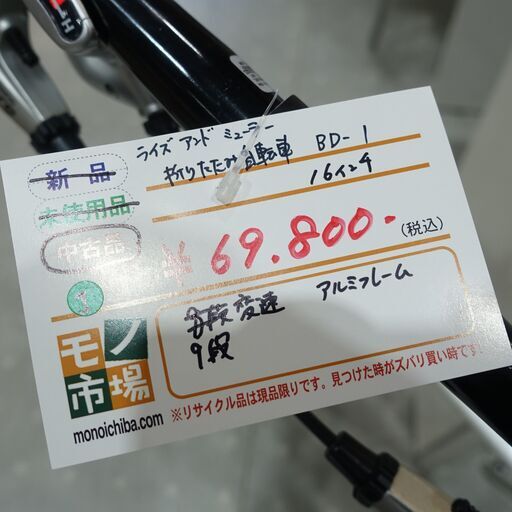 ライズ アンド ミューラー
新品
折りたたみ自転車 BD-1
未使用品
16インチ
中古品
¥69.800.
(税込)
変速 アルミフレーム
9段
モノ市場
monoichiba.com
※リサイクル品は現品限りです。見つけた時がズバリ買い時です!